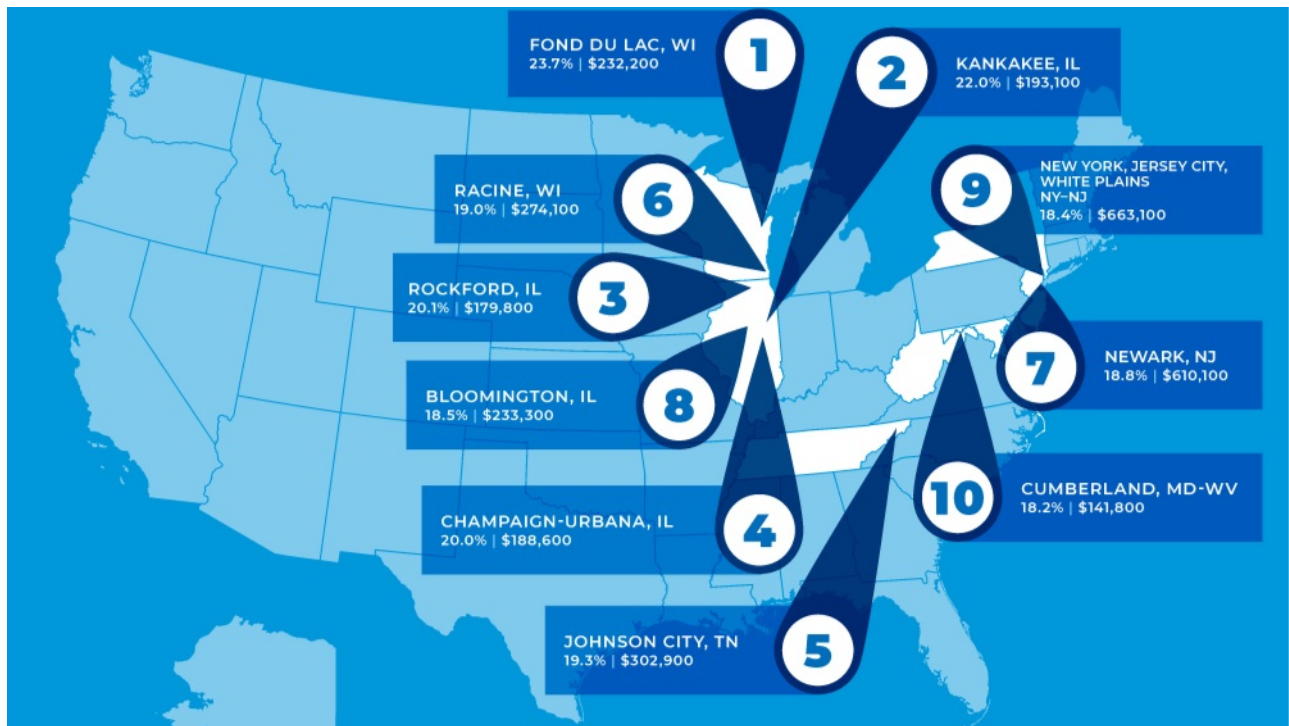 1
FOND DU LAC, WI
23.7% | $232,200
2
KANKAKEE, IL
22.0% | $193,100
6
RACINE, WI
19.0% | $274,100
9
NEW YORK, JERSEY CITY,
WHITE PLAINS
NY-NJ
18.4% | $663,100
3
ROCKFORD, IL
20.1% | $179,800
7
NEWARK, NJ
18.8% | $610,100
8
BLOOMINGTON, IL
18.5% | $233,300
10
CUMBERLAND, MD-WV
18.2% | $141,800
4
CHAMPAIGN-URBANA, IL
20.0% | $188,600
5
JOHNSON CITY, TN
19.3% | $302,900